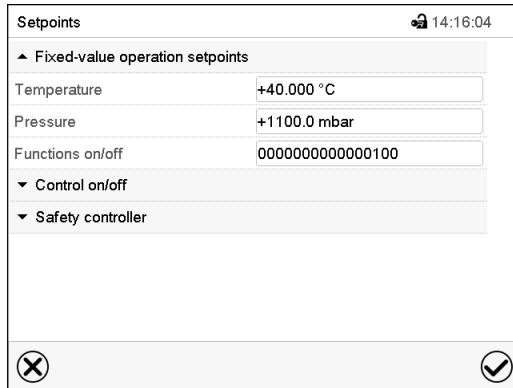 Setpoints 14:16:04
Fixed-value operation setpoints
Temperature +40.000 °C
Pressure +1100.0 mbar
Functions on/off 0000000000000100
Control on/off
Safety controller